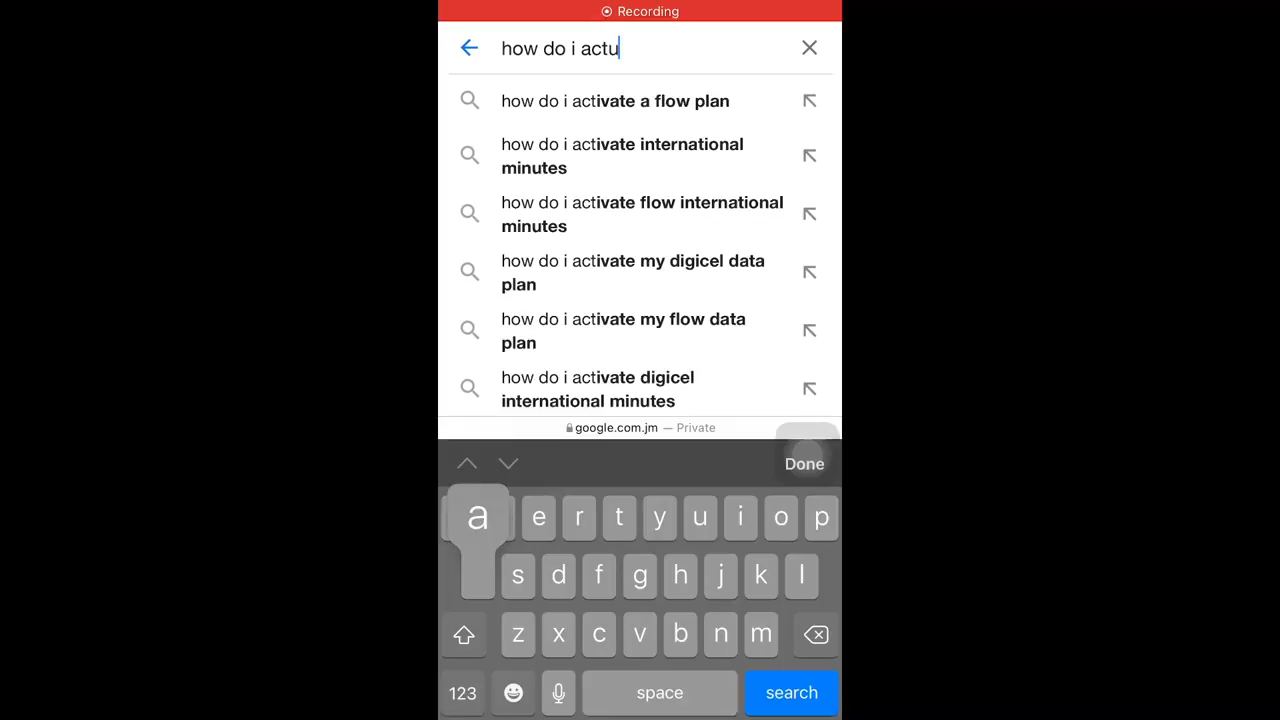 Recording
how do i actu
how do i activate a flow plan
how do i activate international
minutes
how do i activate flow international
minutes
how do i activate my digicel data
plan
how do i activate my flow data
plan
how do i activate digicel
international minutes
google.com.jm — Private
Done
a e r t y u i o p
s d f g h j k l
z x c v b n m
123 space search